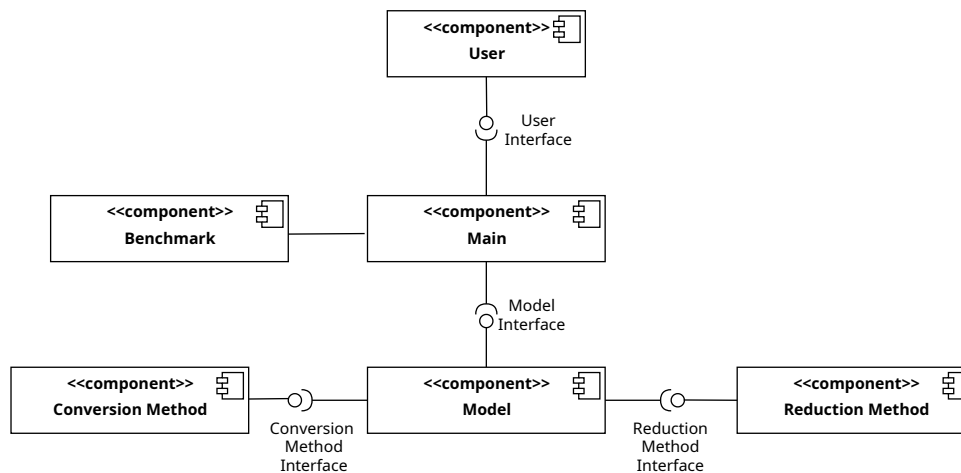 <<component>>
User
User
Interface
<<component>>
Benchmark
<<component>>
Main
Model
Interface
<<component>>
Conversion Method
Conversion
Method
Interface
<<component>>
Model
Reduction
Method
Interface
<<component>>
Reduction Method